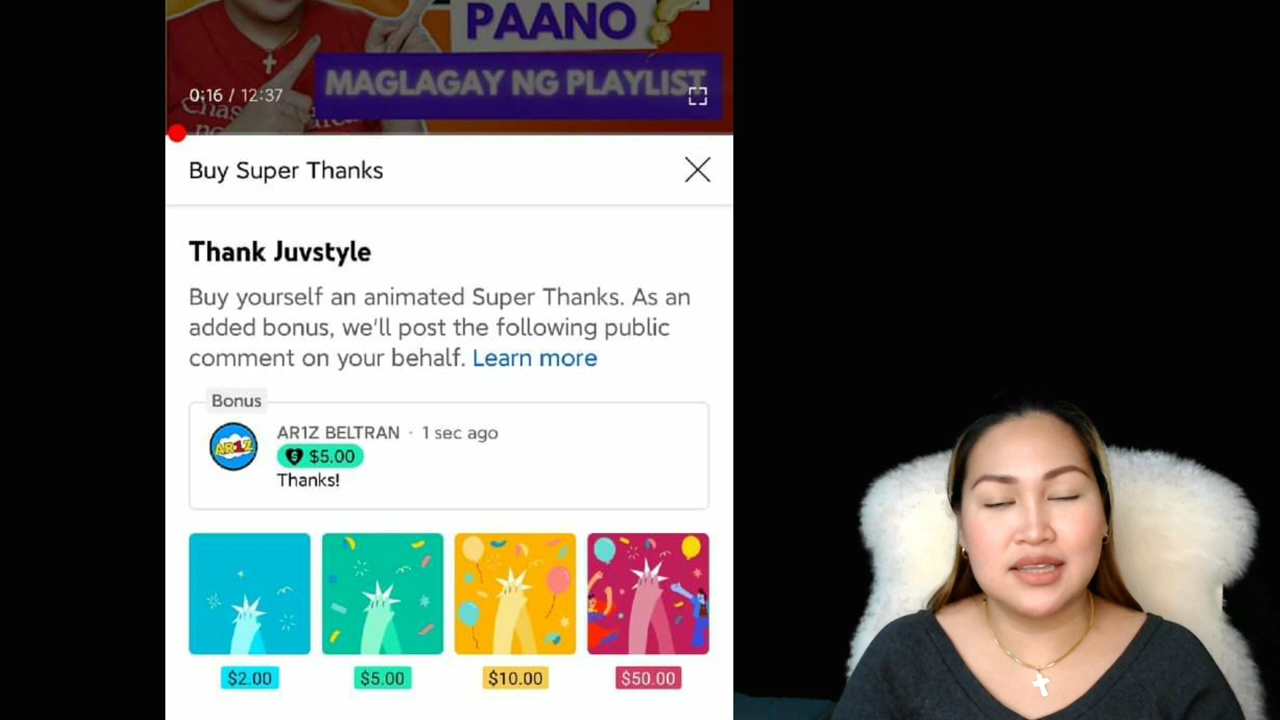 PAANO
MAGLAGAY NG PLAYLIST
0:16 / 12:37
Buy Super Thanks
Thank Juvstyle
Buy yourself an animated Super Thanks. As an
added bonus, we'll post the following public
comment on your behalf. Learn more
Bonus
AR1Z
AR1Z BELTRAN · 1 sec ago
$5.00
Thanks!
$2.00 $5.00 $10.00 $50.00